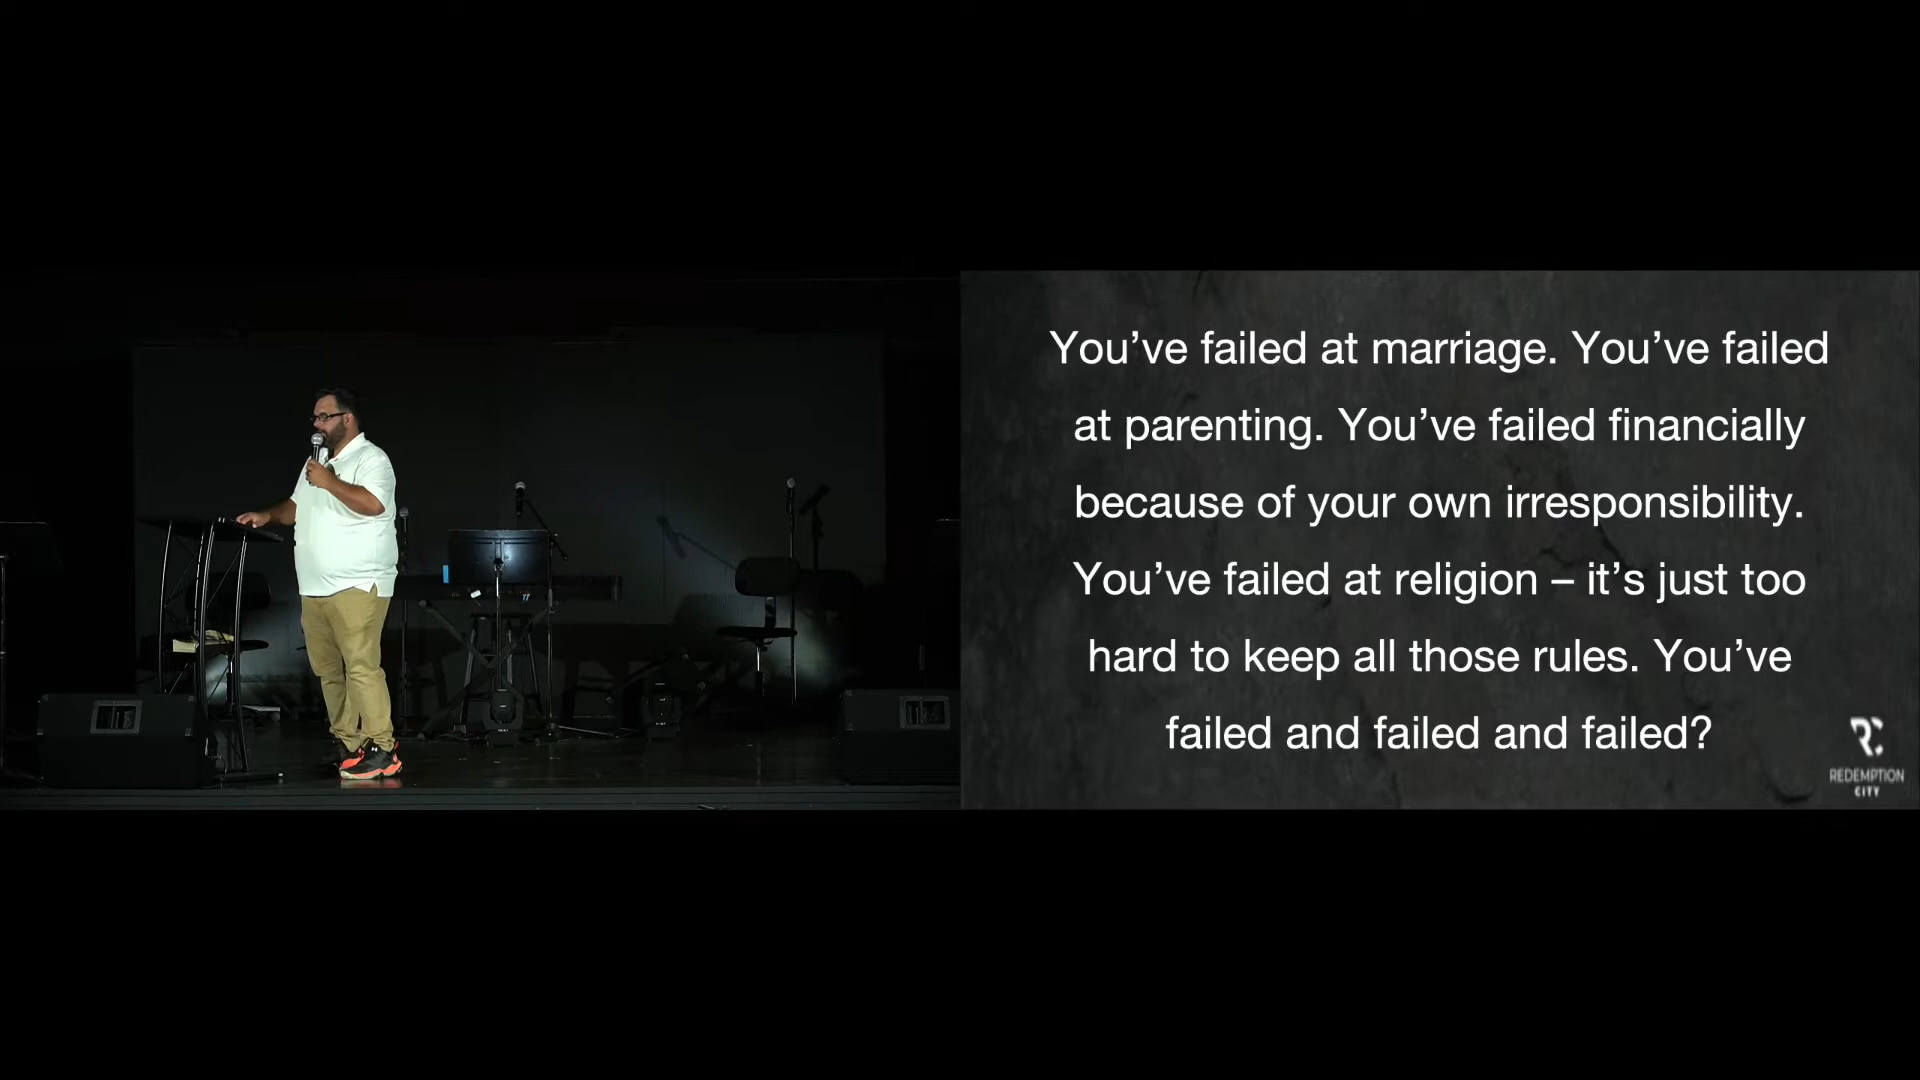 You’ve failed at marriage. You’ve failed
at parenting. You’ve failed financially
because of your own irresponsibility.
You’ve failed at religion – it’s just too
hard to keep all those rules. You’ve
failed and failed and failed?
RC
REDEMPTION
CITY